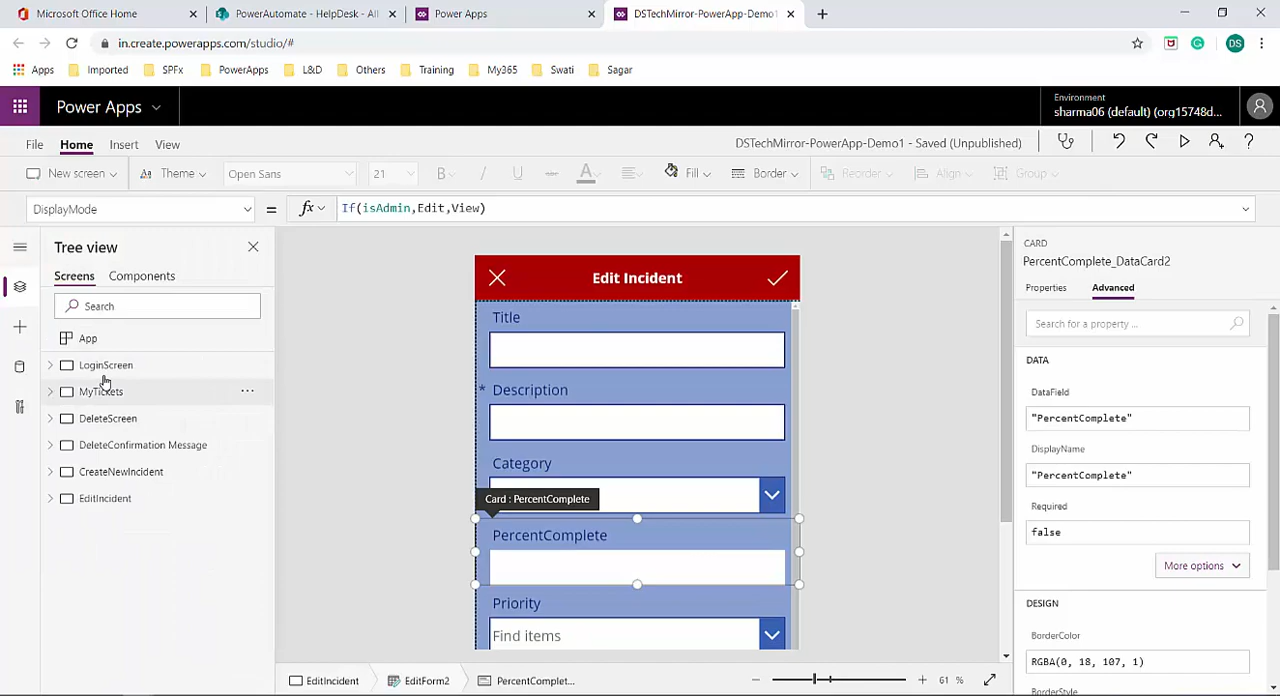 Microsoft Office Home
PowerAutomate - HelpDesk - All
Power Apps
DSTechMirror-PowerApp-Demo1
in.create.powerapps.com/studio/#
DS
Apps
Imported
SPFx
PowerApps
L&D
Others
Training
My365
Swati
Sagar
Power Apps
Environment
sharma06 (default) (org15748d...
File
Home
Insert
View
DSTechMirror-PowerApp-Demo1 - Saved (Unpublished)
New screen
Theme
Open Sans
21
B
Fill
Border
Reorder
Align
Group
DisplayMode
= fx If(isAdmin,Edit,View)
Tree view
Screens
Components
Search
App
LoginScreen
MyTickets
DeleteScreen
DeleteConfirmation Message
CreateNewIncident
EditIncident
Edit Incident
Title
* Description
Category
Card : PercentComplete
PercentComplete
Priority
Find items
CARD
PercentComplete_DataCard2
Properties
Advanced
Search for a property ...
DATA
DataField
"PercentComplete"
DisplayName
"PercentComplete"
Required
false
More options
DESIGN
BorderColor
RGBA(0, 18, 107, 1)
BorderStyle
EditIncident
EditForm2
PercentComplet...
61 %